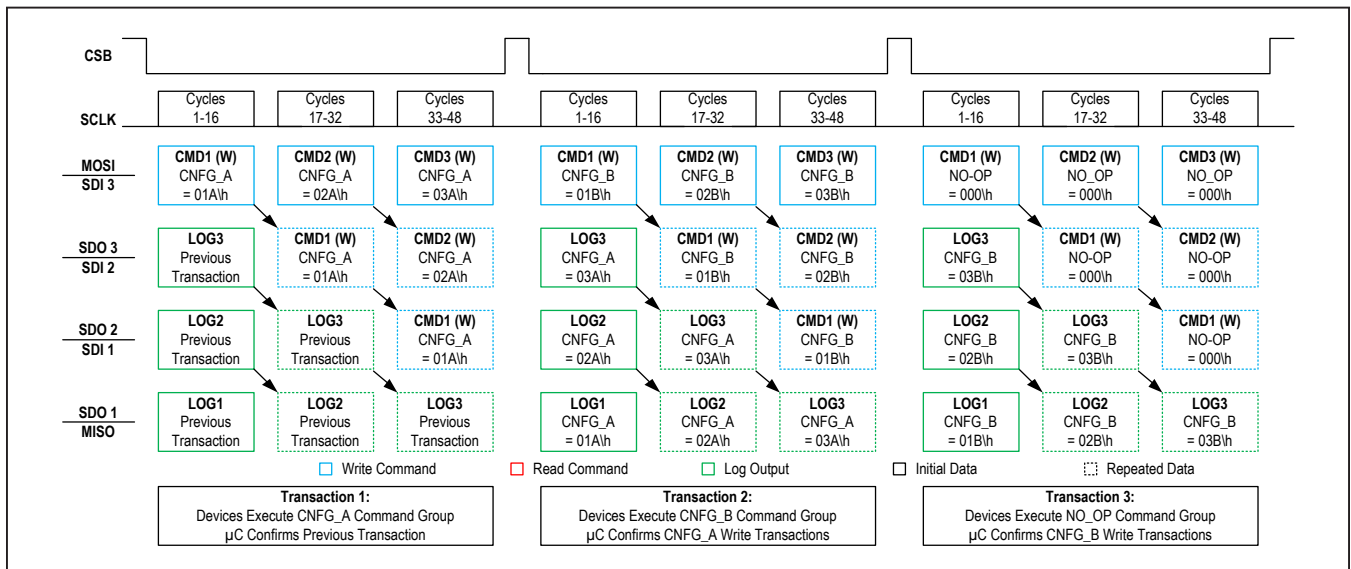 CSB
Cycles Cycles Cycles Cycles Cycles Cycles Cycles Cycles Cycles
SCLK 1-16 17-32 33-48 1-16 17-32 33-48 1-16 17-32 33-48
MOSI CMD1 (W) CMD2 (W) CMD3 (W) CMD1 (W) CMD2 (W) CMD3 (W) CMD1 (W) CMD2 (W) CMD3 (W)
SDI 3 CNFG_A CNFG_A CNFG_A CNFG_B CNFG_B CNFG_B NO-OP NO_OP NO_OP
= 01A\h = 02A\h = 03A\h = 01B\h = 02B\h = 03B\h = 000\h = 000\h = 000\h
SDO 3 LOG3 CMD1 (W) CMD2 (W) LOG3 CMD1 (W) CMD2 (W) LOG3 CMD1 (W) CMD2 (W)
SDI 2 Previous CNFG_A CNFG_A CNFG_A CNFG_B CNFG_B CNFG_B NO-OP NO-OP
Transaction = 01A\h = 02A\h = 03A\h = 01B\h = 02B\h = 03B\h = 000\h = 000\h
SDO 2 LOG2 LOG3 CMD1 (W) LOG2 LOG3 CMD1 (W) LOG2 LOG3 CMD1 (W)
SDI 1 Previous Previous CNFG_A CNFG_A CNFG_A CNFG_B CNFG_B CNFG_B NO-OP
Transaction Transaction = 01A\h = 02A\h = 03A\h = 01B\h = 02B\h = 03B\h = 000\h
SDO 1 LOG1 LOG2 LOG3 LOG1 LOG2 LOG3 LOG1 LOG2 LOG3
MISO Previous Previous Previous CNFG_A CNFG_A CNFG_A CNFG_B CNFG_B CNFG_B
Transaction Transaction Transaction = 01A\h = 02A\h = 03A\h = 01B\h = 02B\h = 03B\h
Write Command Read Command Log Output Initial Data Repeated Data
Transaction 1: Transaction 2: Transaction 3:
Devices Execute CNFG_A Command Group Devices Execute CNFG_B Command Group Devices Execute NO_OP Command Group
µC Confirms Previous Transaction µC Confirms CNFG_A Write Transactions µC Confirms CNFG_B Write Transactions